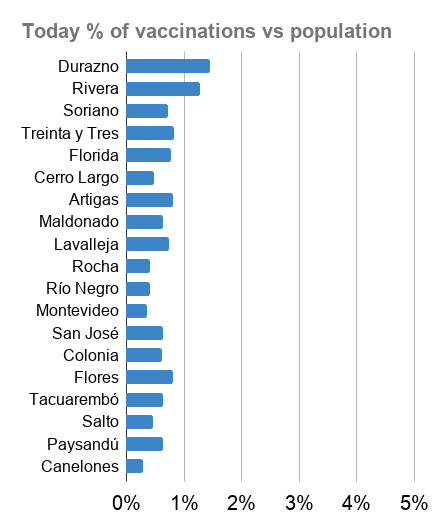 Today % of vaccinations vs population
Durazno
Rivera
Soriano
Treinta y Tres
Florida
Cerro Largo
Artigas
Maldonado
Lavalleja
Rocha
Río Negro
Montevideo
San José
Colonia
Flores
Tacuarembó
Salto
Paysandú
Canelones
0% 1% 2% 3% 4% 5%